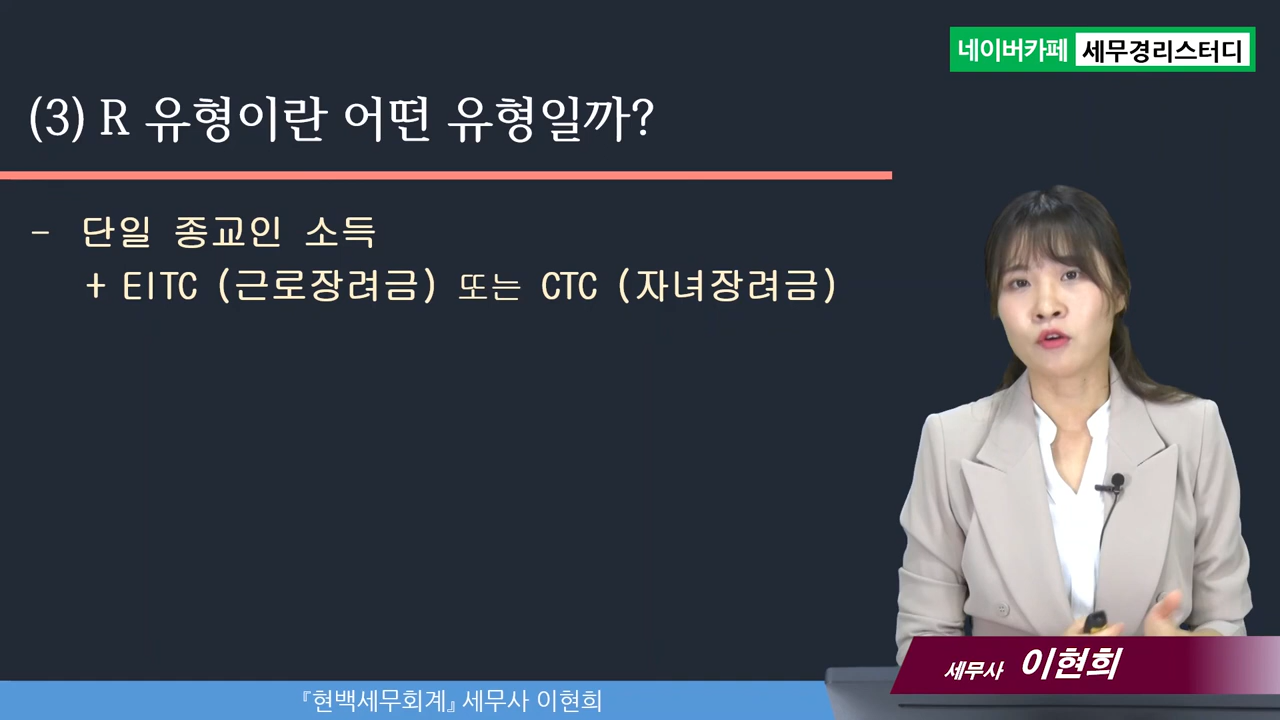 네이버카페 세무경리스터디
(3) R 유형이란 어떤 유형일까?
- 단일 종교인 소득
+ EITC (근로장려금) 또는 CTC (자녀장려금)
세무사 이현희
『현백세무회계』 세무사 이현희